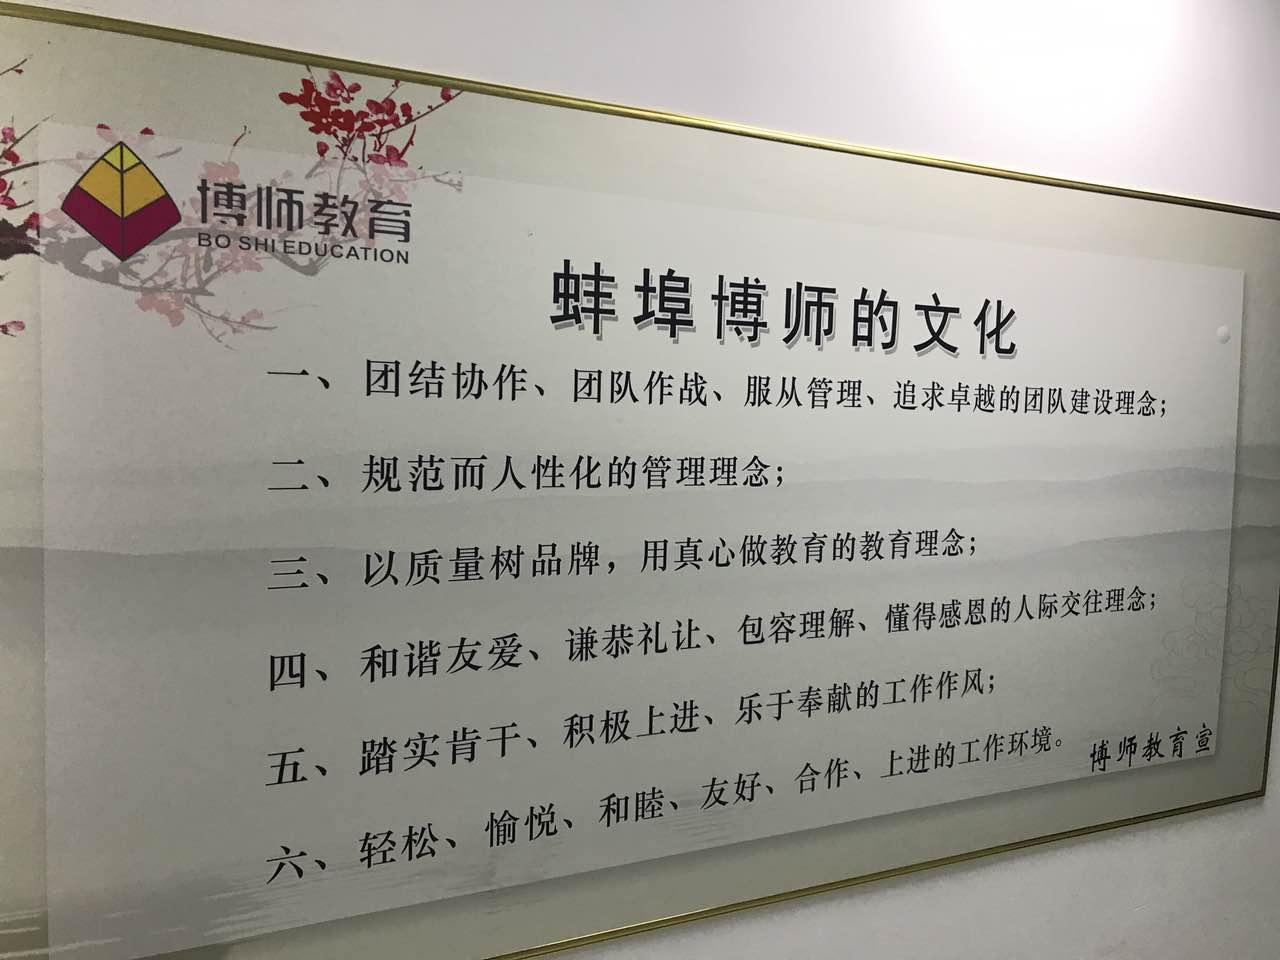 博师教育
BO SHI EDUCATION
蚌埠博师的文化
一、团结协作、团队作战、服从管理、追求卓越的团队建设理念；
二、规范而人性化的管理理念；
三、以质量树品牌，用真心做教育的教育理念；
四、和谐友爱、谦恭礼让、包容理解、懂得感恩的人际交往理念；
五、踏实肯干、积极上进、乐于奉献的工作作风；
六、轻松、愉悦、和睦、友好、合作、上进的工作环境。
博师教育宣